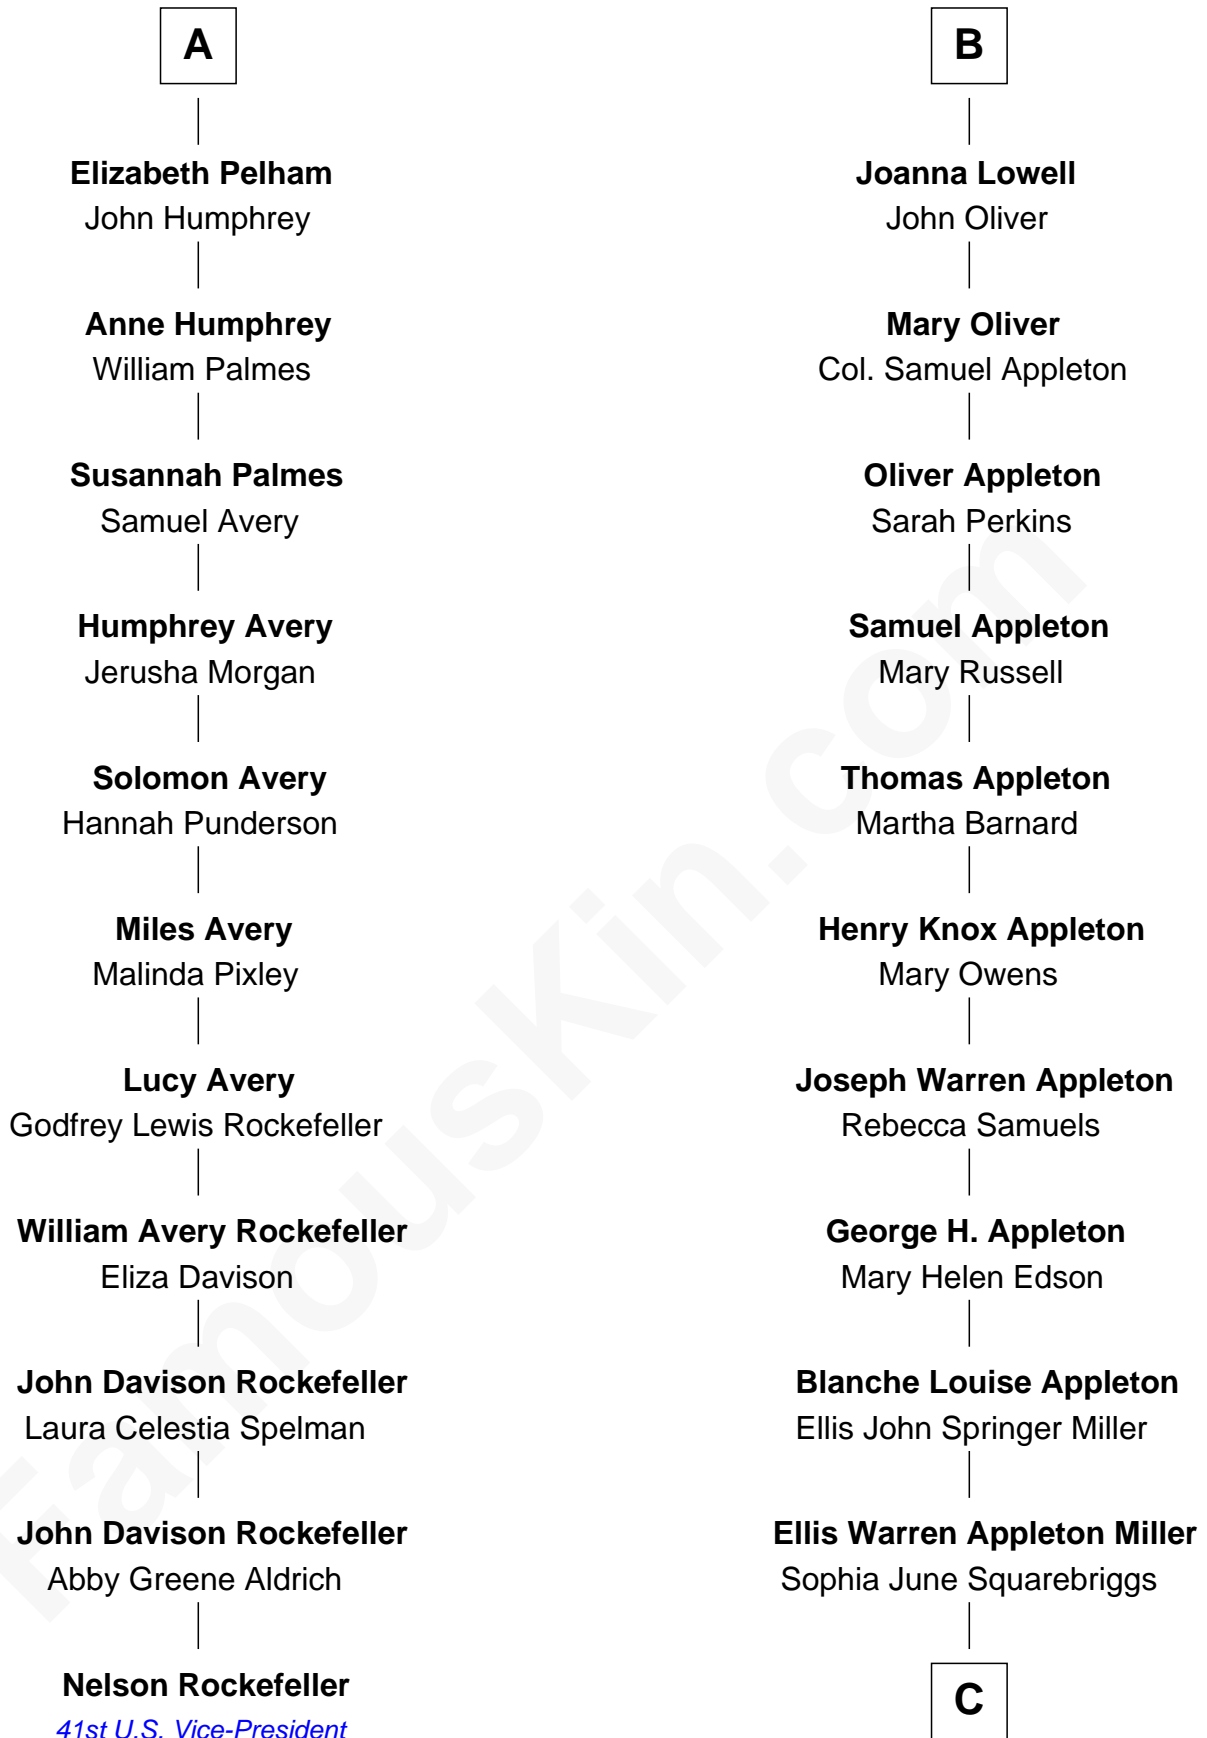 A
Elizabeth Pelham
John Humphrey
Anne Humphrey
William Palmes
Susannah Palmes
Samuel Avery
Humphrey Avery
Jerusha Morgan
Solomon Avery
Hannah Punderson
Miles Avery
Malinda Pixley
Lucy Avery
Godfrey Lewis Rockefeller
William Avery Rockefeller
Eliza Davison
John Davison Rockefeller
Laura Celestia Spelman
John Davison Rockefeller
Abby Greene Aldrich
Nelson Rockefeller
41st U.S. Vice-President
B
Joanna Lowell
John Oliver
Mary Oliver
Col. Samuel Appleton
Oliver Appleton
Sarah Perkins
Samuel Appleton
Mary Russell
Thomas Appleton
Martha Barnard
Henry Knox Appleton
Mary Owens
Joseph Warren Appleton
Rebecca Samuels
George H. Appleton
Mary Helen Edson
Blanche Louise Appleton
Ellis John Springer Miller
Ellis Warren Appleton Miller
Sophia June Squarebriggs
C
FamousKin.com